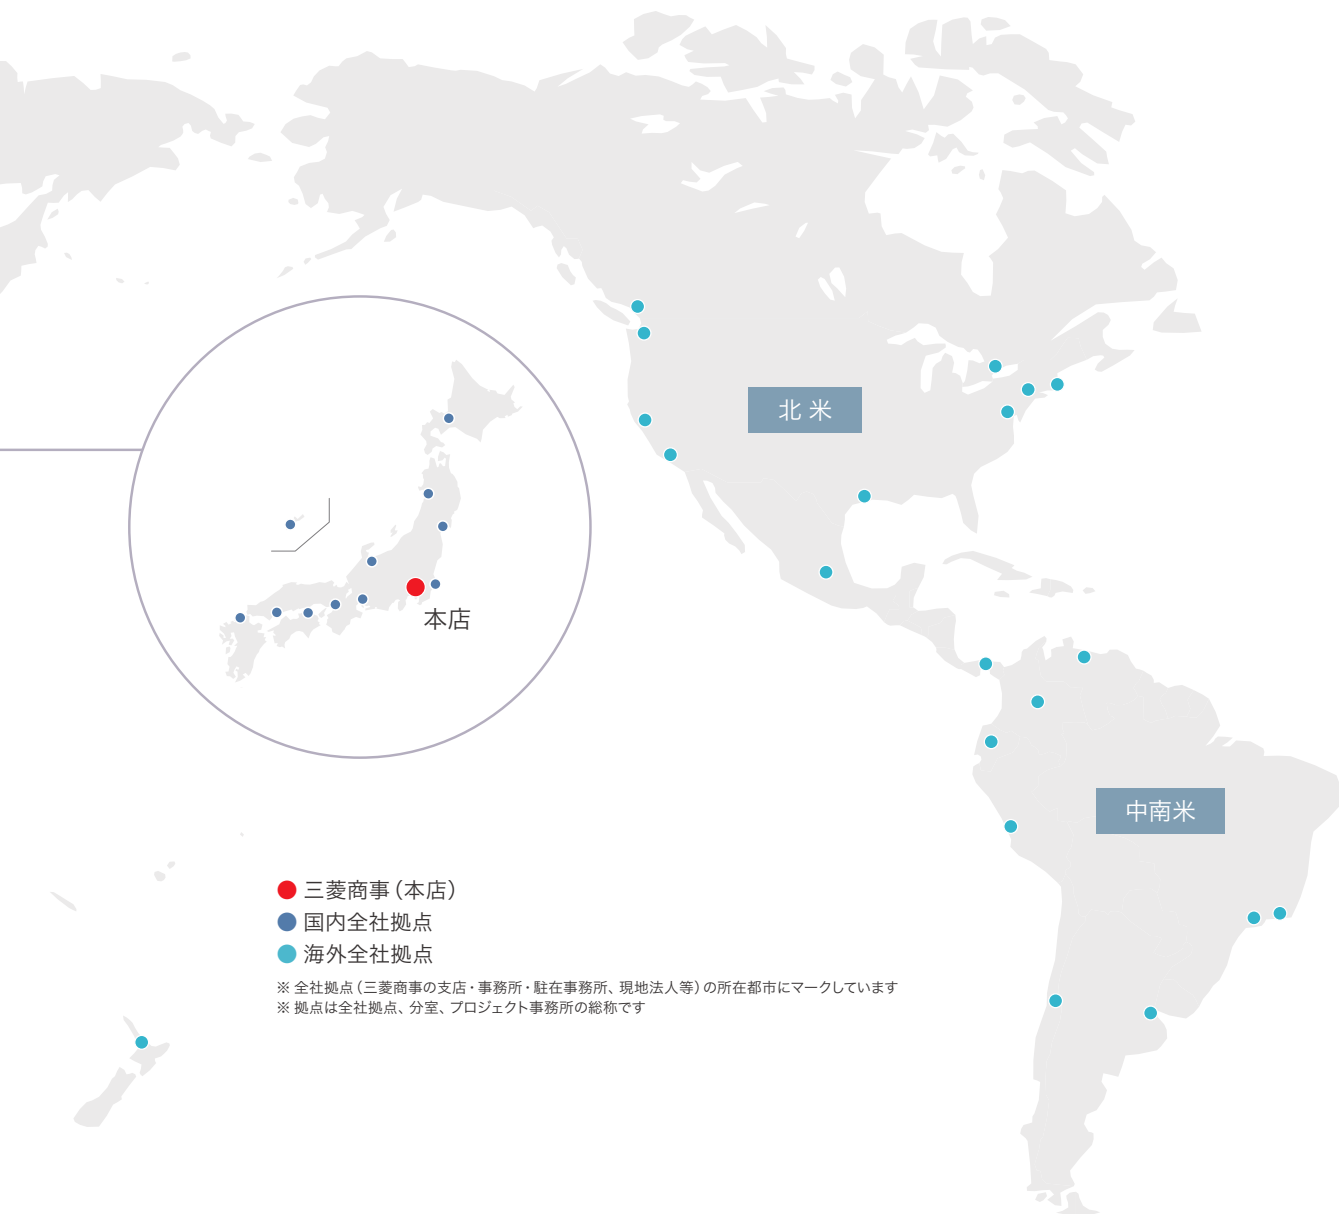 北 米
本店
中南米
三菱商事（本店）
国内全社拠点
海外全社拠点
※ 全社拠点（三菱商事の支店・事務所・駐在事務所、現地法人等）の所在都市にマークしています
※ 拠点は全社拠点、分室、プロジェクト事務所の総称です